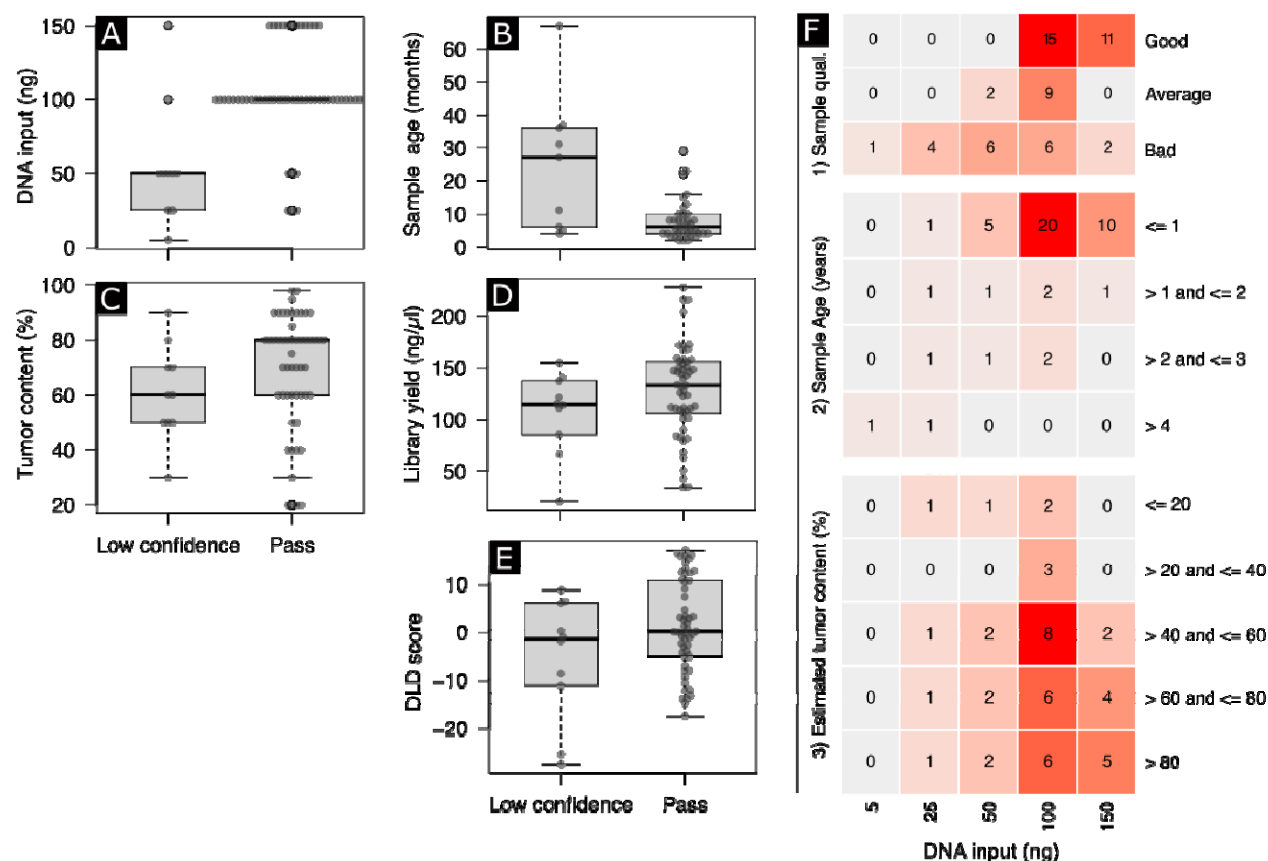 A
DNA input (ng)
150
100
50
0
B
Sample age (months)
60
50
40
30
20
10
0
C
Tumor content (%)
100
80
60
40
20
Low confidence Pass
D
Library yield (ng/µl)
200
150
100
50
E
DLD score
10
0
−10
−20
Low confidence Pass
F
1) Sample qual.
0 0 0 15 11 Good
0 0 2 9 0 Average
1 4 6 6 2 Bad
2) Sample Age (years)
0 1 5 20 10 <= 1
0 1 1 2 1 > 1 and <= 2
0 1 1 2 0 > 2 and <= 3
1 1 0 0 0 > 4
3) Estimated tumor content (%)
0 1 1 2 0 <= 20
0 0 0 3 0 > 20 and <= 40
0 1 2 8 2 > 40 and <= 60
0 1 2 6 4 > 60 and <= 80
0 1 2 6 5 > 80
5 25 50 100 150
DNA input (ng)